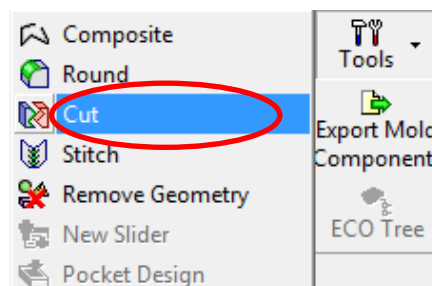 Composite
Round
Cut
Stitch
Remove Geometry
New Slider
Pocket Design
Tools
Export Mold
Component
ECO Tree